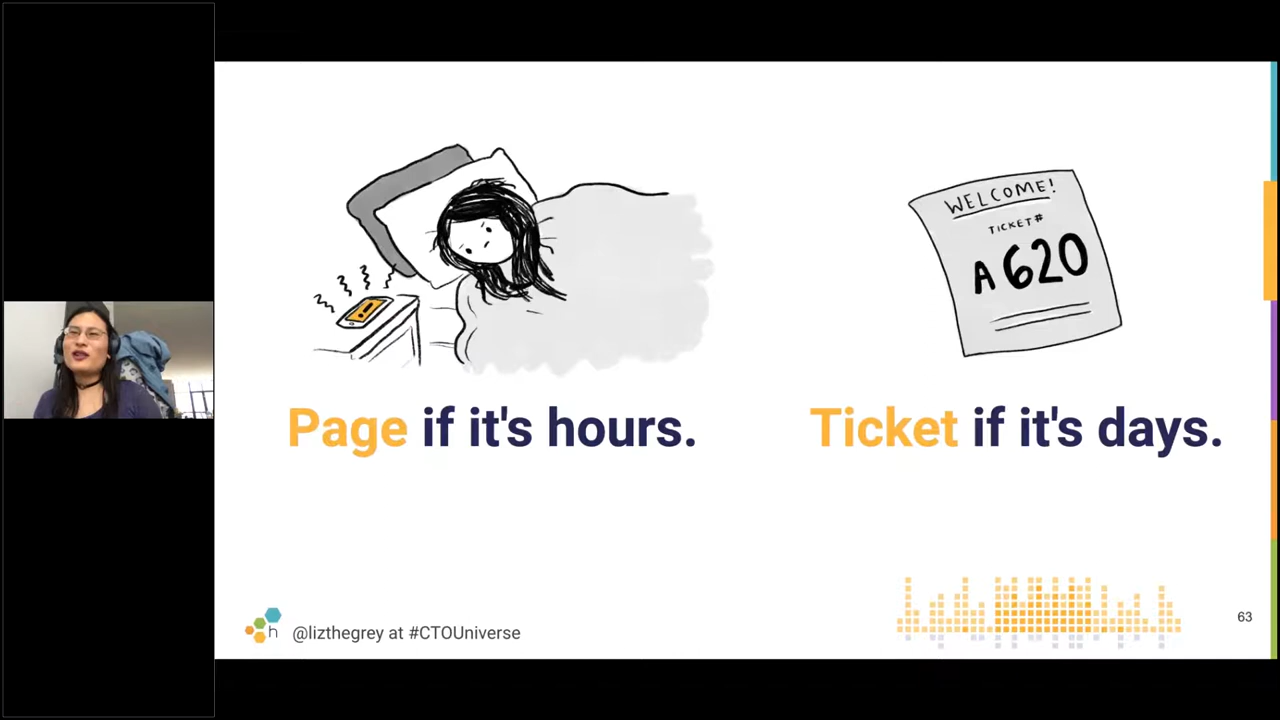 WELCOME!
TICKET#
A620
Page if it's hours.
Ticket if it's days.
h
@lizthegrey at #CTOUniverse
63